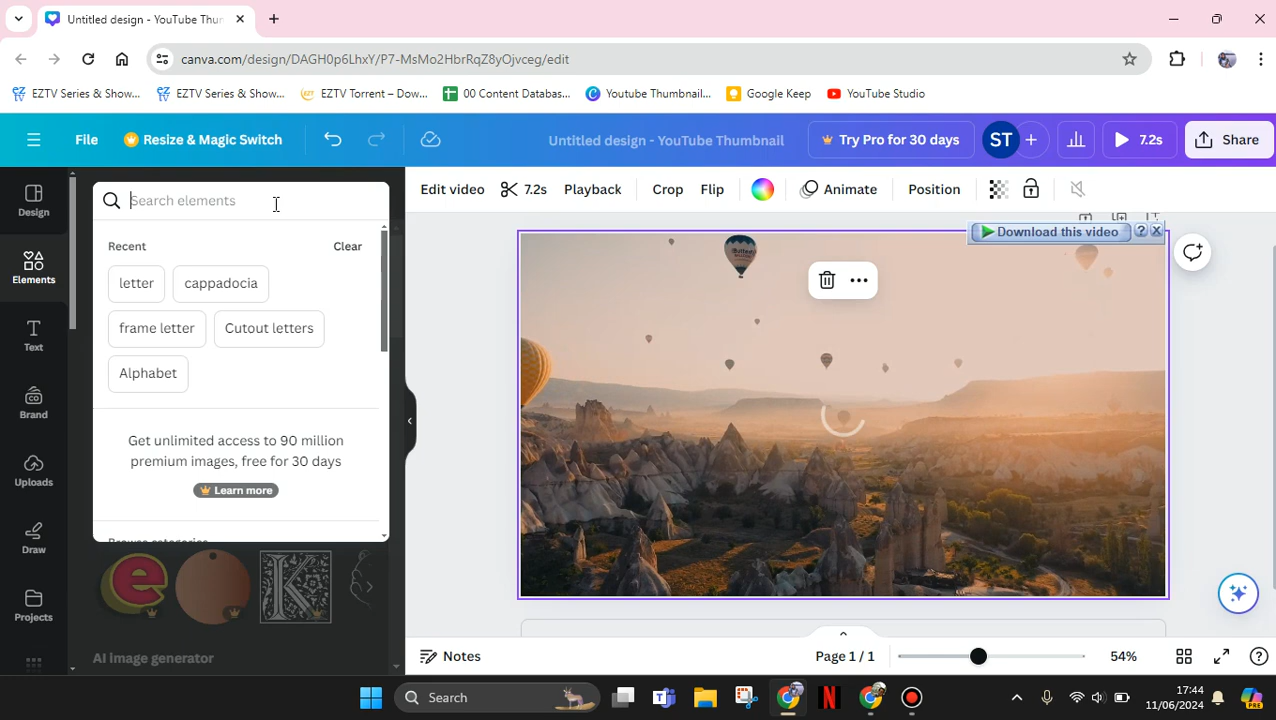 Untitled design - YouTube Thun
canva.com/design/DAGH0p6LhxY/P7-MsMo2HbrRqZ8yOjvceg/edit
EZTV Series & Show...
EZTV Series & Show...
EZTV Torrent – Dow...
00 Content Databas...
Youtube Thumbnail...
Google Keep
YouTube Studio
File
Resize & Magic Switch
Untitled design - YouTube Thumbnail
Try Pro for 30 days
ST
7.2s
Share
Design
Elements
Text
Brand
Uploads
Draw
Projects
Search elements
Recent
Clear
letter
cappadocia
frame letter
Cutout letters
Alphabet
Get unlimited access to 90 million
premium images, free for 30 days
Learn more
e
K
AI image generator
Edit video
7.2s
Playback
Crop
Flip
Animate
Position
Download this video
Notes
Page 1 / 1
54%
Search
17:44
11/06/2024
PRE